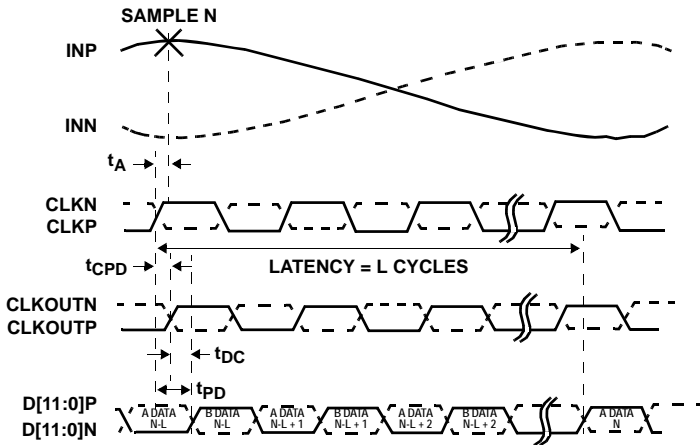 SAMPLE N
INP
INN
tA
CLKN
CLKP
tCPD
LATENCY = L CYCLES
CLKOUTN
CLKOUTP
tDC
tPD
D[11:0]P
D[11:0]N
A DATA
N-L
B DATA
N-L
A DATA
N-L + 1
B DATA
N-L + 1
A DATA
N-L + 2
B DATA
N-L + 2
A DATA
N